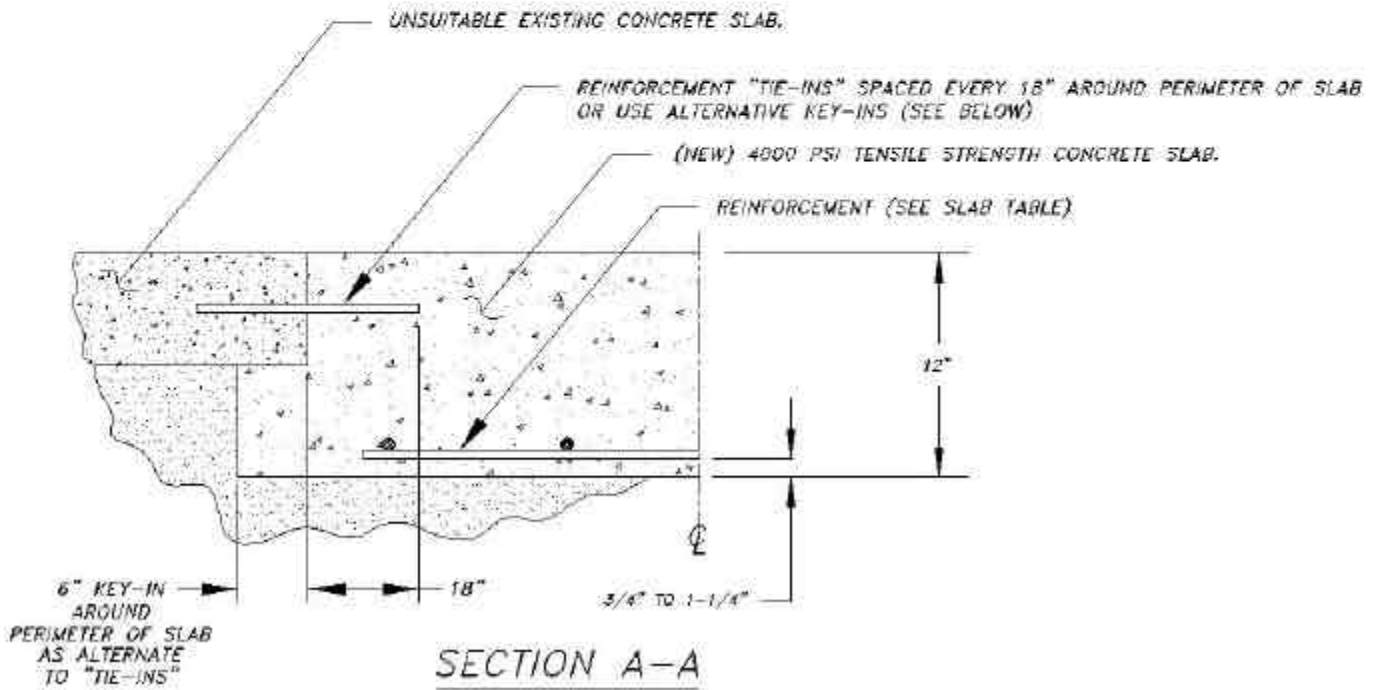 UNSUITABLE EXISTING CONCRETE SLAB.
REINFORCEMENT "TIE-INS" SPACED EVERY 18" AROUND PERIMETER OF SLAB
OR USE ALTERNATIVE KEY-INS (SEE BELOW)
(NEW) 4000 PSI TENSILE STRENGTH CONCRETE SLAB.
REINFORCEMENT (SEE SLAB TABLE)
12"
℄
6" KEY-IN
AROUND
PERIMETER OF SLAB
AS ALTERNATE
TO "TIE-INS"
18"
3/4" TO 1-1/4"
SECTION A-A